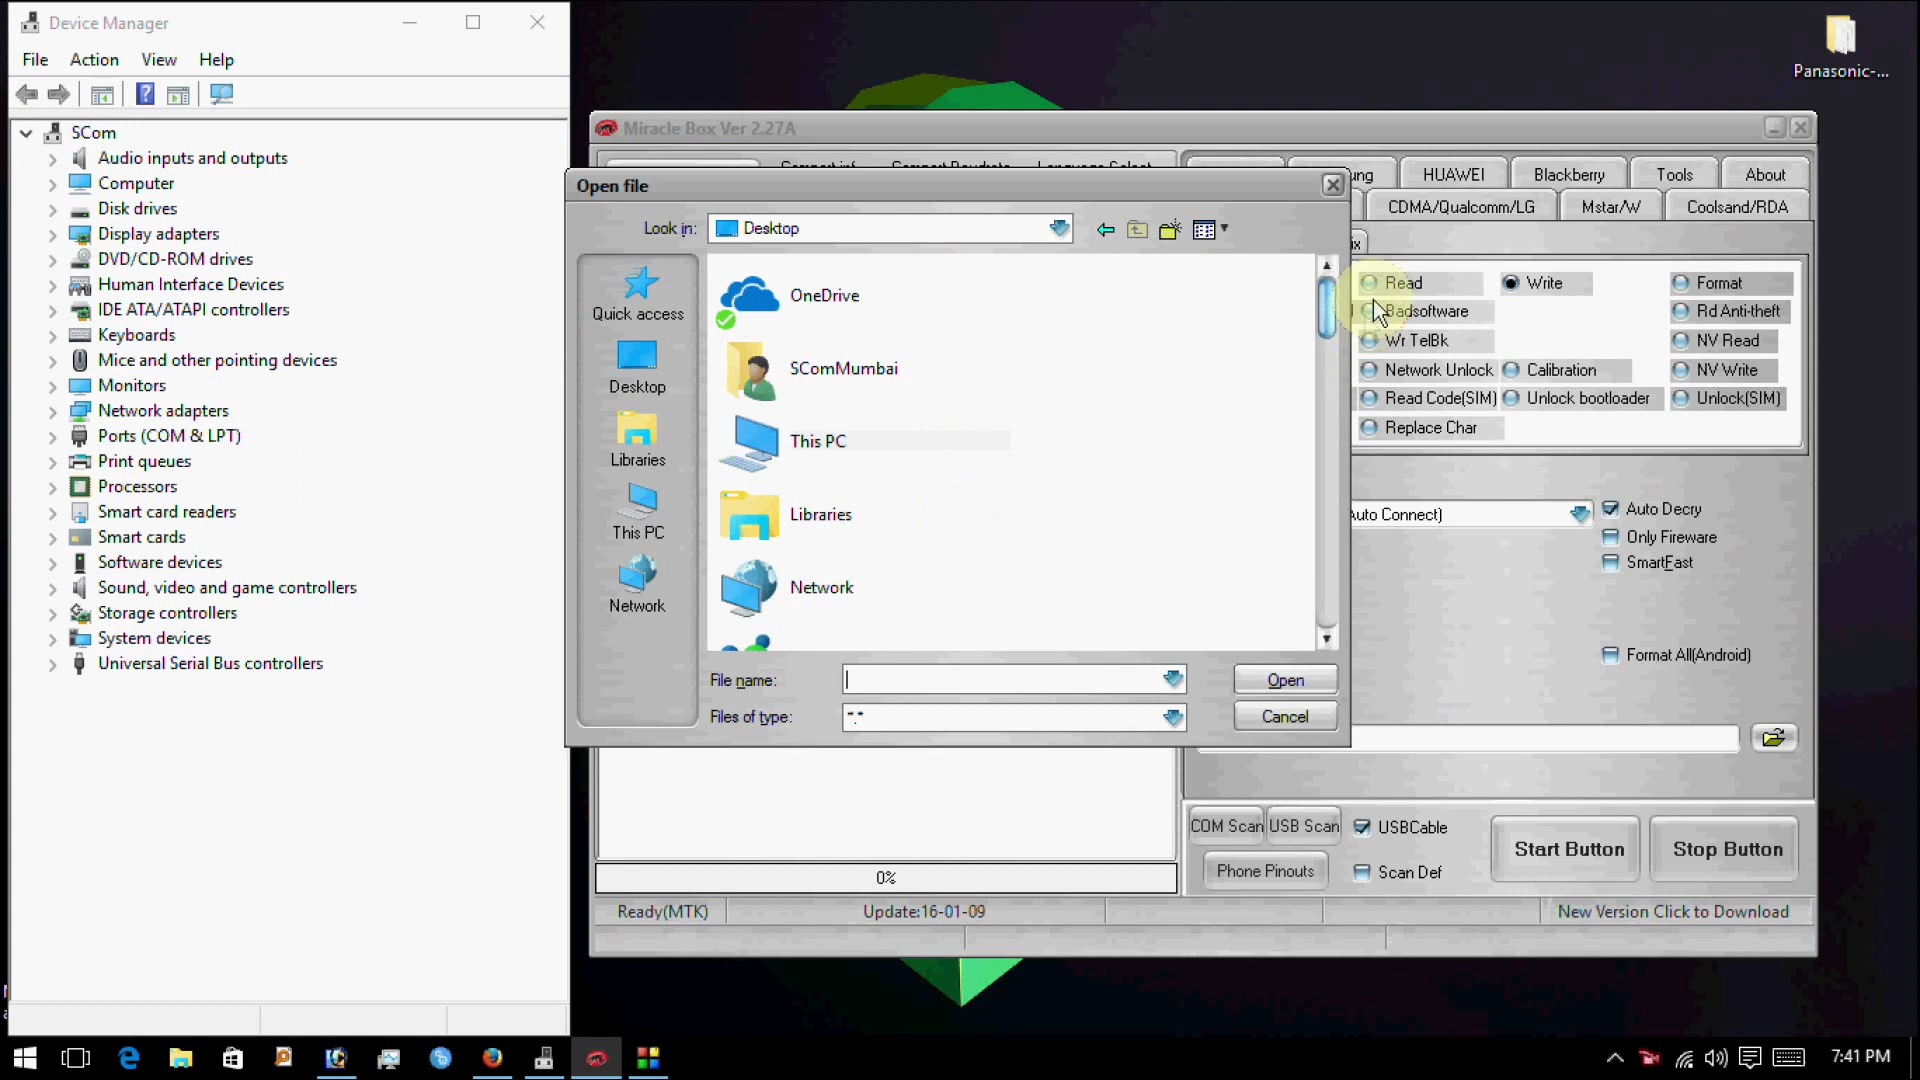 Device Manager
File Action View Help
SCom
Audio inputs and outputs
Computer
Disk drives
Display adapters
DVD/CD-ROM drives
Human Interface Devices
IDE ATA/ATAPI controllers
Keyboards
Mice and other pointing devices
Monitors
Network adapters
Ports (COM & LPT)
Print queues
Processors
Smart card readers
Smart cards
Software devices
Sound, video and game controllers
Storage controllers
System devices
Universal Serial Bus controllers
Panasonic-...
Miracle Box Ver 2.27A
HUAWEI Blackberry Tools About
CDMA/Qualcomm/LG Mstar/W Coolsand/RDA
Open file
Look in: Desktop
Quick access
Desktop
Libraries
This PC
Network
OneDrive
SComMumbai
This PC
Libraries
Network
File name:
Files of type: *.*
Open
Cancel
Read Write Format
Badsoftware Rd Anti-theft
Wr TelBk NV Read
Network Unlock Calibration NV Write
Read Code(SIM) Unlock bootloader Unlock(SIM)
Replace Char
Auto Connect)
Auto Decry
Only Fireware
SmartFast
Format All(Android)
COM Scan USB Scan USBCable
Phone Pinouts Scan Def
Start Button Stop Button
0%
Ready(MTK) Update:16-01-09 New Version Click to Download
7:41 PM